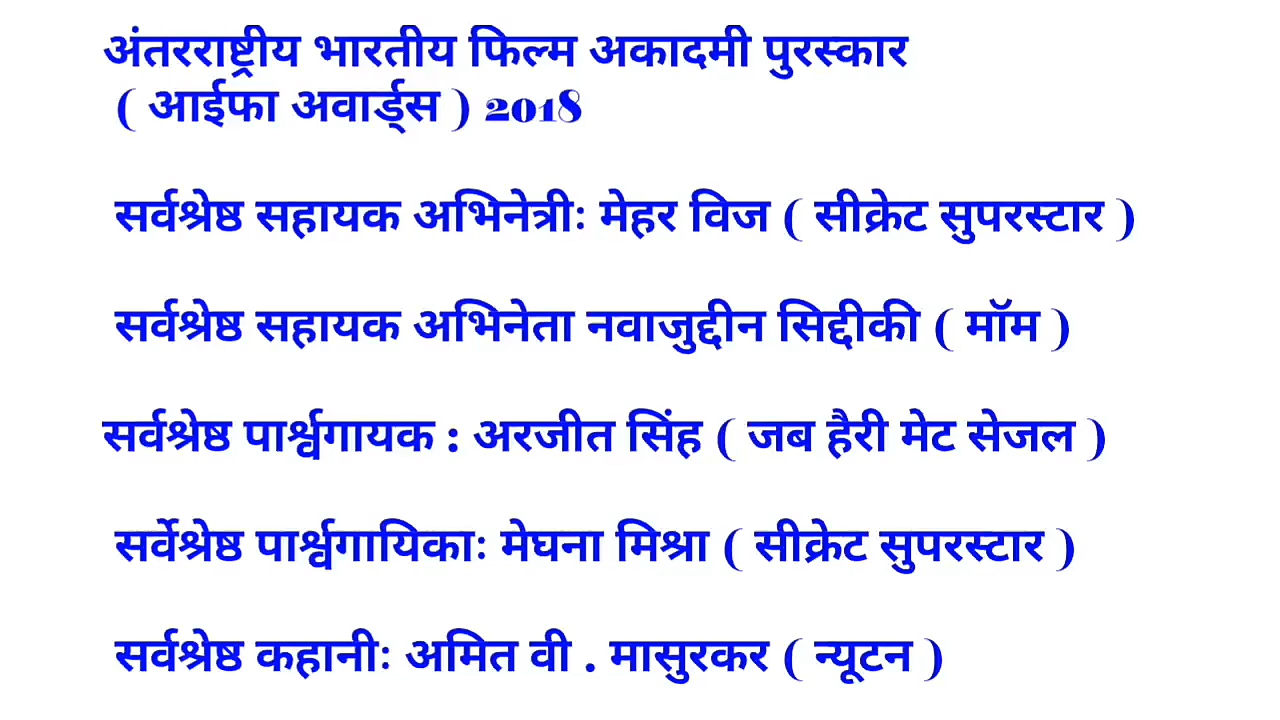 अंतरराष्ट्रीय भारतीय फिल्म अकादमी पुरस्कार
( आईफा अवार्ड्स ) 2018
सर्वश्रेष्ठ सहायक अभिनेत्रीः मेहर विज ( सीक्रेट सुपरस्टार )
सर्वश्रेष्ठ सहायक अभिनेता नवाजुद्दीन सिद्दीकी ( मॉम )
सर्वश्रेष्ठ पार्श्वगायक : अरजीत सिंह ( जब हैरी मेट सेजल )
सर्वेश्रेष्ठ पार्श्वगायिकाः मेघना मिश्रा ( सीक्रेट सुपरस्टार )
सर्वश्रेष्ठ कहानीः अमित वी . मासुरकर ( न्यूटन )